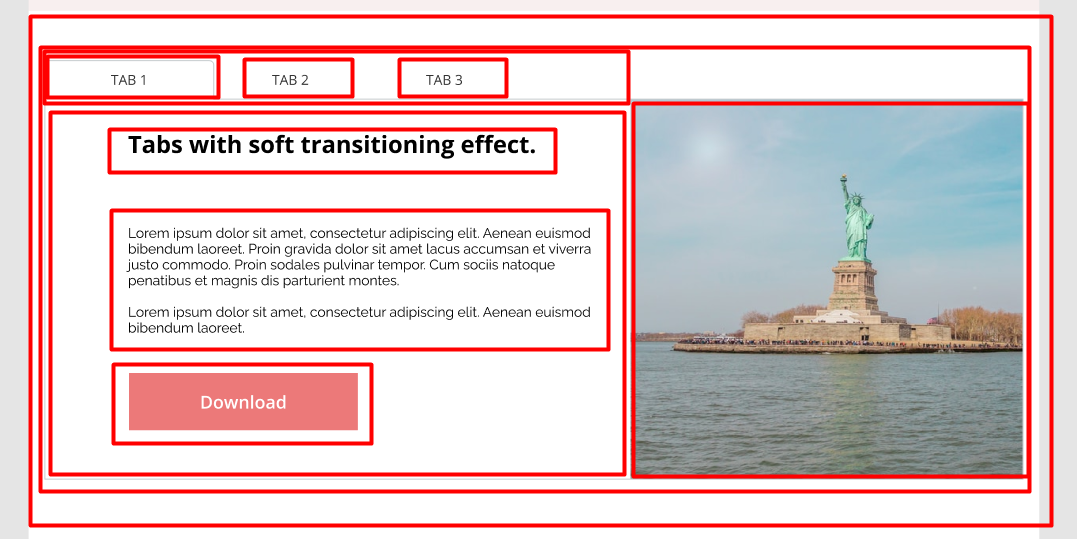 TAB 1 TAB 2 TAB 3
Tabs with soft transitioning effect.
Lorem ipsum dolor sit amet, consectetur adipiscing elit. Aenean euismod
bibendum laoreet. Proin gravida dolor sit amet lacus accumsan et viverra
justo commodo. Proin sodales pulvinar tempor. Cum sociis natoque
penatibus et magnis dis parturient montes.
Lorem ipsum dolor sit amet, consectetur adipiscing elit. Aenean euismod
bibendum laoreet.
Download